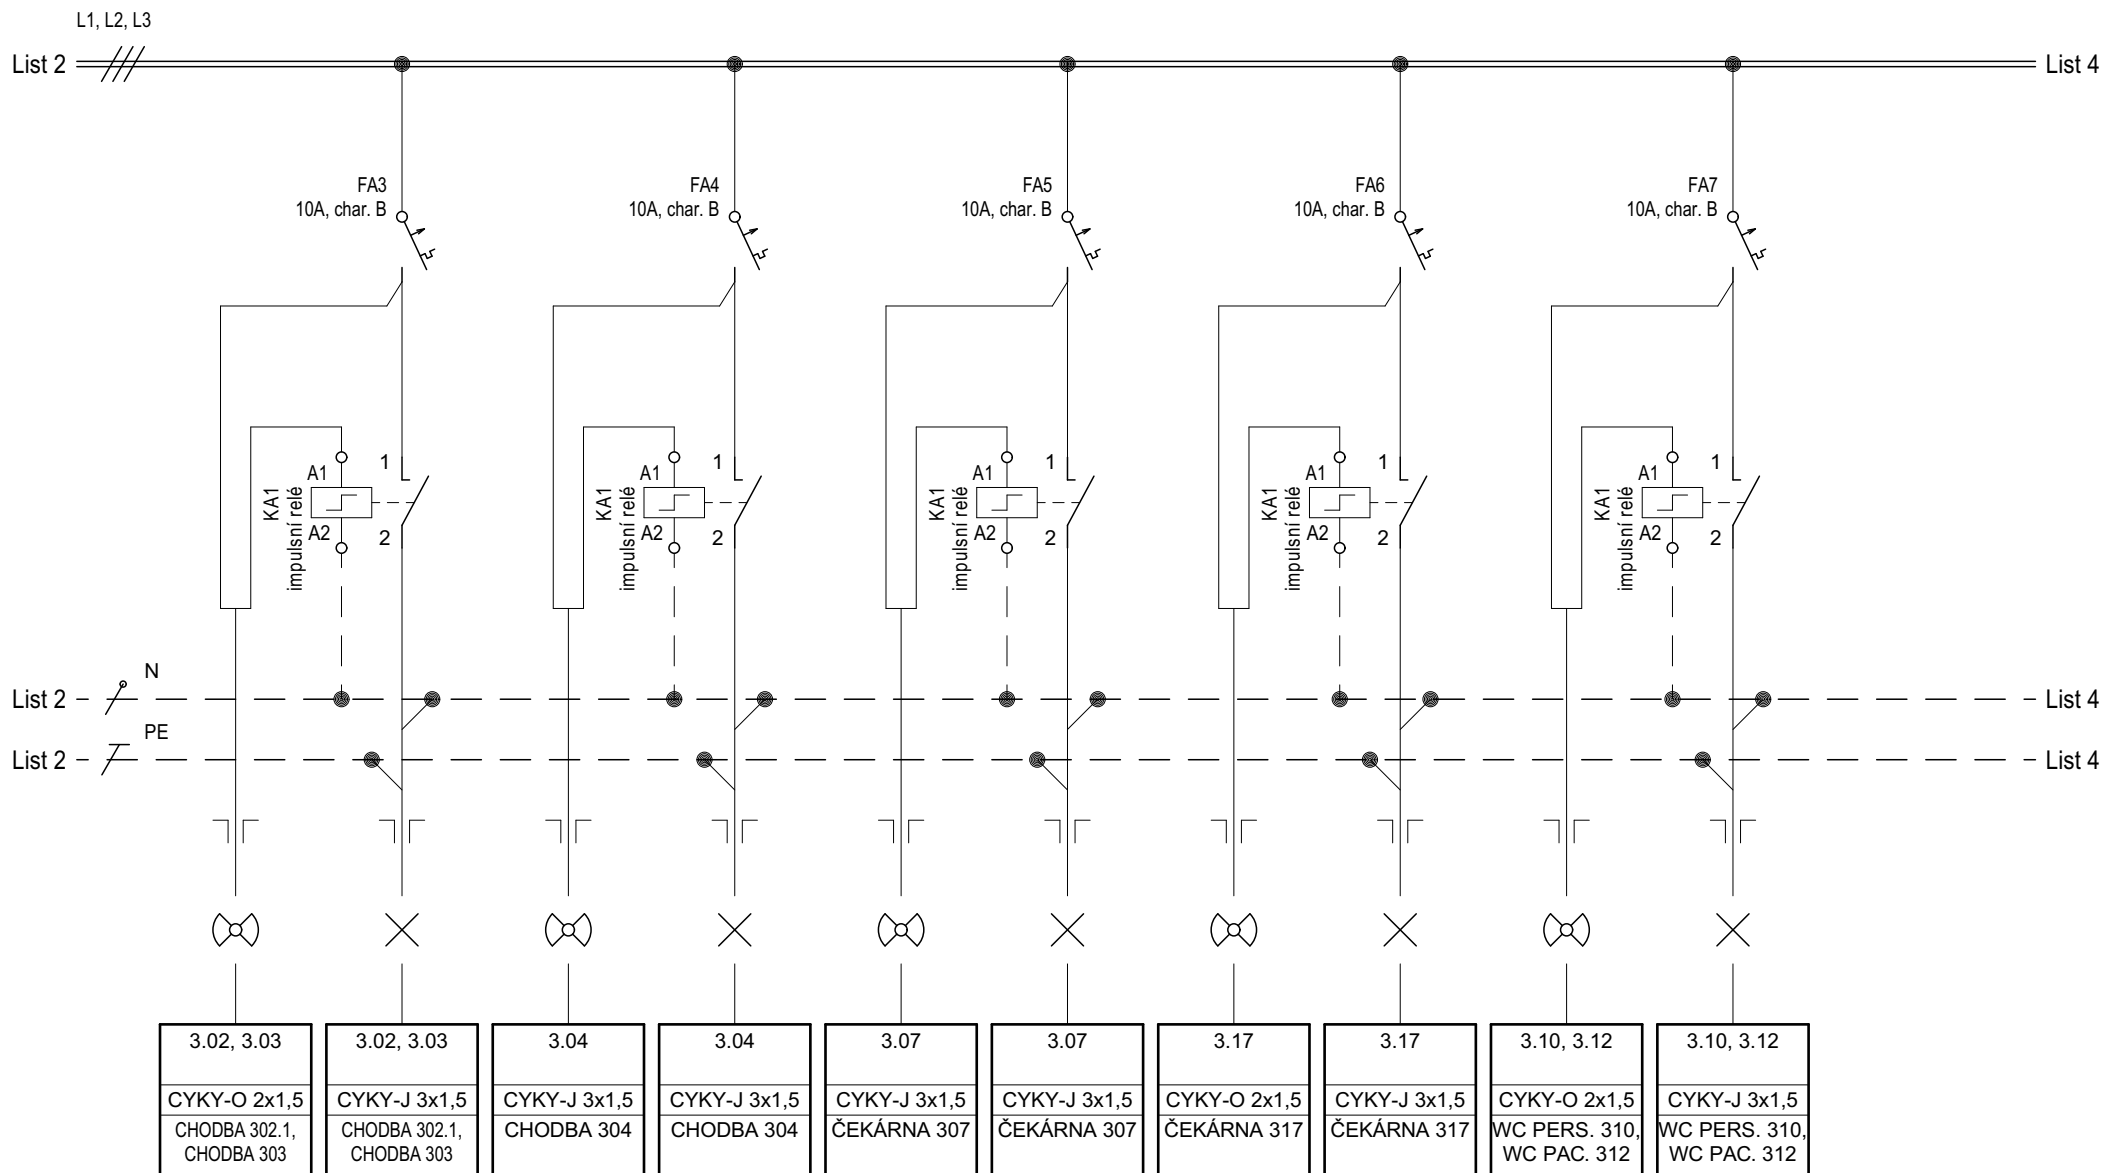 L1, L2, L3
List 2
List 4
FA3
10A, char. B
FA4
10A, char. B
FA5
10A, char. B
FA6
10A, char. B
FA7
10A, char. B
KA1
impulsní relé
A1
A2
1
2
KA1
impulsní relé
A1
A2
1
2
KA1
impulsní relé
A1
A2
1
2
KA1
impulsní relé
A1
A2
1
2
KA1
impulsní relé
A1
A2
1
2
N
List 2
List 4
PE
List 2
List 4
3.02, 3.03
CYKY-O 2x1,5
CHODBA 302.1,
CHODBA 303
3.02, 3.03
CYKY-J 3x1,5
CHODBA 302.1,
CHODBA 303
3.04
CYKY-J 3x1,5
CHODBA 304
3.04
CYKY-J 3x1,5
CHODBA 304
3.07
CYKY-J 3x1,5
ČEKÁRNA 307
3.07
CYKY-J 3x1,5
ČEKÁRNA 307
3.17
CYKY-O 2x1,5
ČEKÁRNA 317
3.17
CYKY-J 3x1,5
ČEKÁRNA 317
3.10, 3.12
CYKY-O 2x1,5
WC PERS. 310,
WC PAC. 312
3.10, 3.12
CYKY-J 3x1,5
WC PERS. 310,
WC PAC. 312